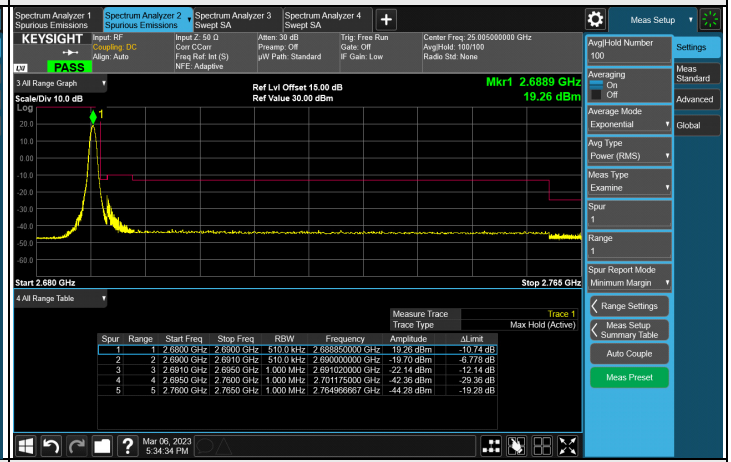 Spectrum Analyzer 1 Spectrum Analyzer 2 Spectrum Analyzer 3 Spectrum Analyzer 4 + Meas Setup
Spurious Emissions Spurious Emissions Swept SA Swept SA
KEYSIGHT Input: RF Input Z: 50 Ω Atten: 30 dB Trig: Free Run Center Freq: 25.005000000 GHz
Coupling: DC Corr CCorr Preamp: Off Gate: Off Avg|Hold: 100/100
Align: Auto Freq Ref: Int (S) µW Path: Standard IF Gain: Low Radio Std: None
NFE: Adaptive
LXI PASS
3 All Range Graph
Ref Lvl Offset 15.00 dB Mkr1 2.6889 GHz
Scale/Div 10.0 dB Ref Value 30.00 dBm 19.26 dBm
Log
1
20.0
10.0
0.00
-10.0
-20.0
-30.0
-40.0
-50.0
-60.0
Start 2.680 GHz Stop 2.765 GHz
4 All Range Table
Measure Trace Trace 1
Trace Type Max Hold (Active)
Spur Range Start Freq Stop Freq RBW Frequency Amplitude ΔLimit
1 1 2.6800 GHz 2.6900 GHz 510.0 kHz 2.688850000 GHz 19.26 dBm -10.74 dB
2 2 2.6900 GHz 2.6910 GHz 510.0 kHz 2.690000000 GHz -19.70 dBm -6.778 dB
3 3 2.6910 GHz 2.6950 GHz 1.000 MHz 2.691020000 GHz -22.14 dBm -12.14 dB
4 4 2.6950 GHz 2.7600 GHz 1.000 MHz 2.701175000 GHz -42.36 dBm -29.36 dB
5 5 2.7600 GHz 2.7650 GHz 1.000 MHz 2.764966667 GHz -44.28 dBm -19.28 dB
Mar 06, 2023
5:34:34 PM
?
Avg|Hold Number
100
Averaging
On
Off
Average Mode
Exponential
Avg Type
Power (RMS)
Meas Type
Examine
Spur
1
Range
1
Spur Report Mode
Minimum Margin
Range Settings
Meas Setup
Summary Table
Auto Couple
Meas Preset
Settings
Meas
Standard
Advanced
Global